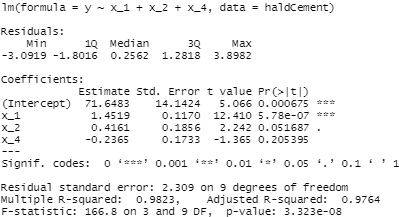 lm(formula = y ~ x_1 + x_2 + x_4, data = haldCement)
Residuals:
Min 1Q Median 3Q Max
-3.0919 -1.8016 0.2562 1.2818 3.8982
Coefficients:
Estimate Std. Error t value Pr(>|t|)
(Intercept) 71.6483 14.1424 5.066 0.000675 ***
x_1 1.4519 0.1170 12.410 5.78e-07 ***
x_2 0.4161 0.1856 2.242 0.051687 .
x_4 -0.2365 0.1733 -1.365 0.205395
---
Signif. codes: 0 ‘***’ 0.001 ‘**’ 0.01 ‘*’ 0.05 ‘.’ 0.1 ‘ ’ 1
Residual standard error: 2.309 on 9 degrees of freedom
Multiple R-squared: 0.9823, Adjusted R-squared: 0.9764
F-statistic: 166.8 on 3 and 9 DF, p-value: 3.323e-08